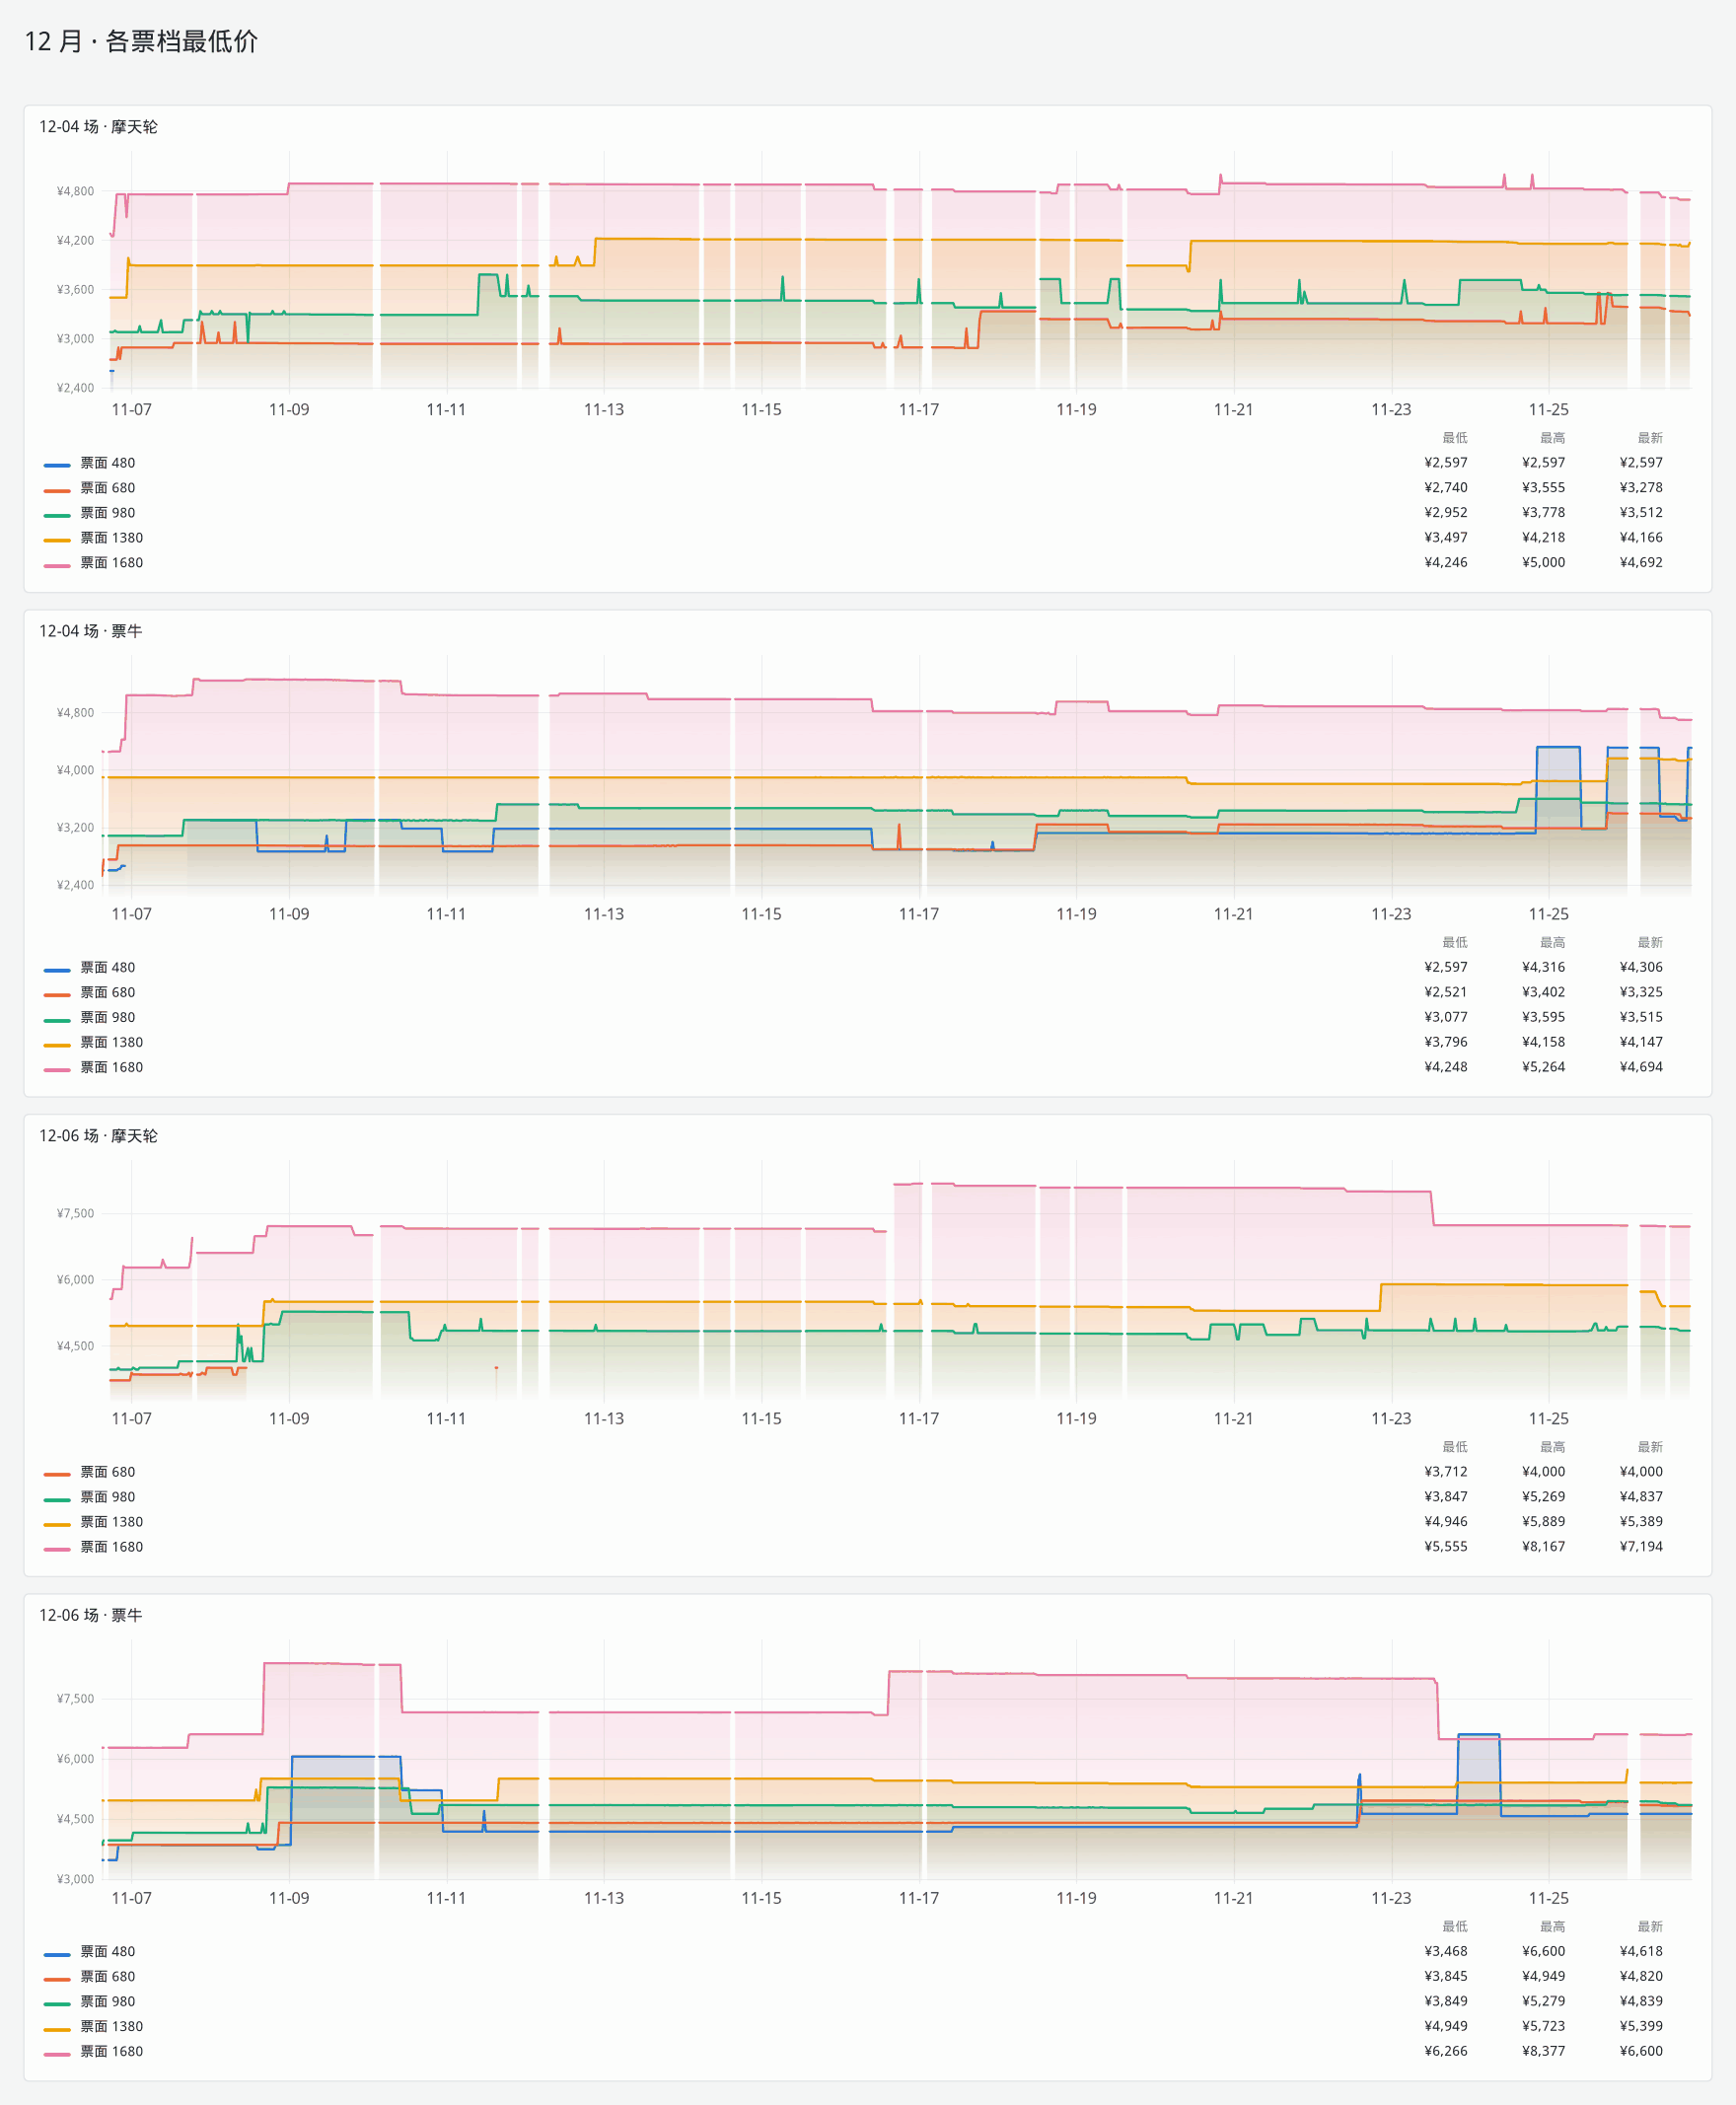 12 月 · 各票档最低价
12-04 场 · 摩天轮
¥4,800
¥4,200
¥3,600
¥3,000
¥2,400
11-07 11-09 11-11 11-13 11-15 11-17 11-19 11-21 11-23 11-25
最低 最高 最新
票面 480 ¥2,597 ¥2,597 ¥2,597
票面 680 ¥2,740 ¥3,555 ¥3,278
票面 980 ¥2,952 ¥3,778 ¥3,512
票面 1380 ¥3,497 ¥4,218 ¥4,166
票面 1680 ¥4,246 ¥5,000 ¥4,692
12-04 场 · 票牛
¥4,800
¥4,000
¥3,200
¥2,400
11-07 11-09 11-11 11-13 11-15 11-17 11-19 11-21 11-23 11-25
最低 最高 最新
票面 480 ¥2,597 ¥4,316 ¥4,306
票面 680 ¥2,521 ¥3,402 ¥3,325
票面 980 ¥3,077 ¥3,595 ¥3,515
票面 1380 ¥3,796 ¥4,158 ¥4,147
票面 1680 ¥4,248 ¥5,264 ¥4,694
12-06 场 · 摩天轮
¥7,500
¥6,000
¥4,500
11-07 11-09 11-11 11-13 11-15 11-17 11-19 11-21 11-23 11-25
最低 最高 最新
票面 680 ¥3,712 ¥4,000 ¥4,000
票面 980 ¥3,847 ¥5,269 ¥4,837
票面 1380 ¥4,946 ¥5,889 ¥5,389
票面 1680 ¥5,555 ¥8,167 ¥7,194
12-06 场 · 票牛
¥7,500
¥6,000
¥4,500
¥3,000
11-07 11-09 11-11 11-13 11-15 11-17 11-19 11-21 11-23 11-25
最低 最高 最新
票面 480 ¥3,468 ¥6,600 ¥4,618
票面 680 ¥3,845 ¥4,949 ¥4,820
票面 980 ¥3,849 ¥5,279 ¥4,839
票面 1380 ¥4,949 ¥5,723 ¥5,399
票面 1680 ¥6,266 ¥8,377 ¥6,600